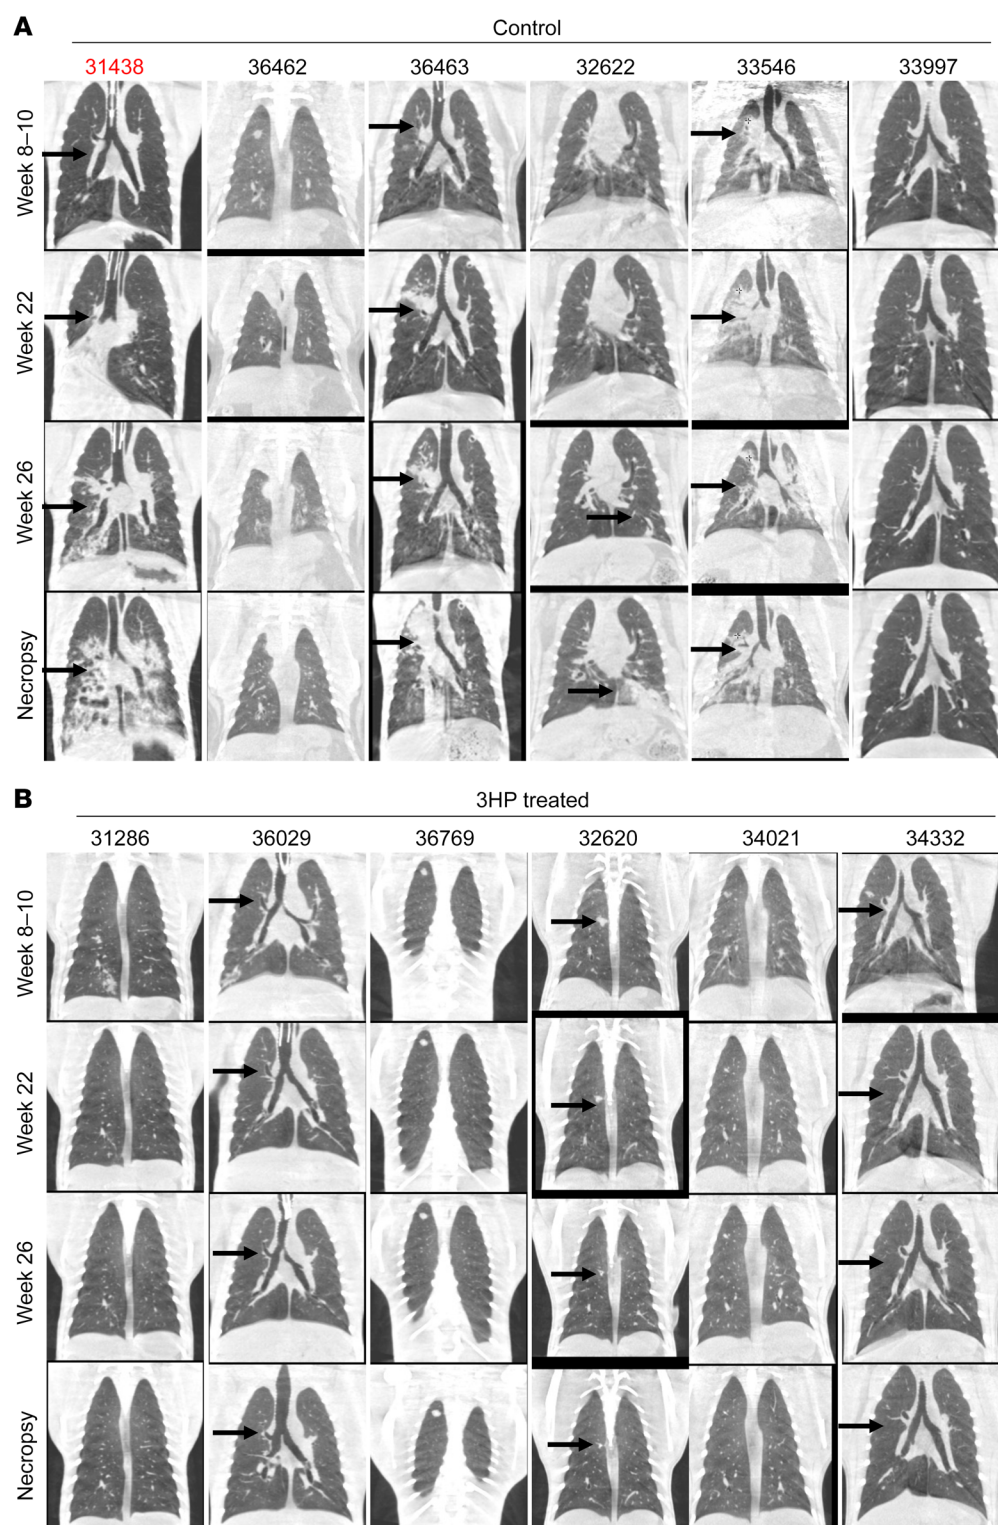 A
Control
31438 36462 36463 32622 33546 33997
Week 8–10
Week 22
Week 26
Necropsy
B
3HP treated
31286 36029 36769 32620 34021 34332
Week 8–10
Week 22
Week 26
Necropsy